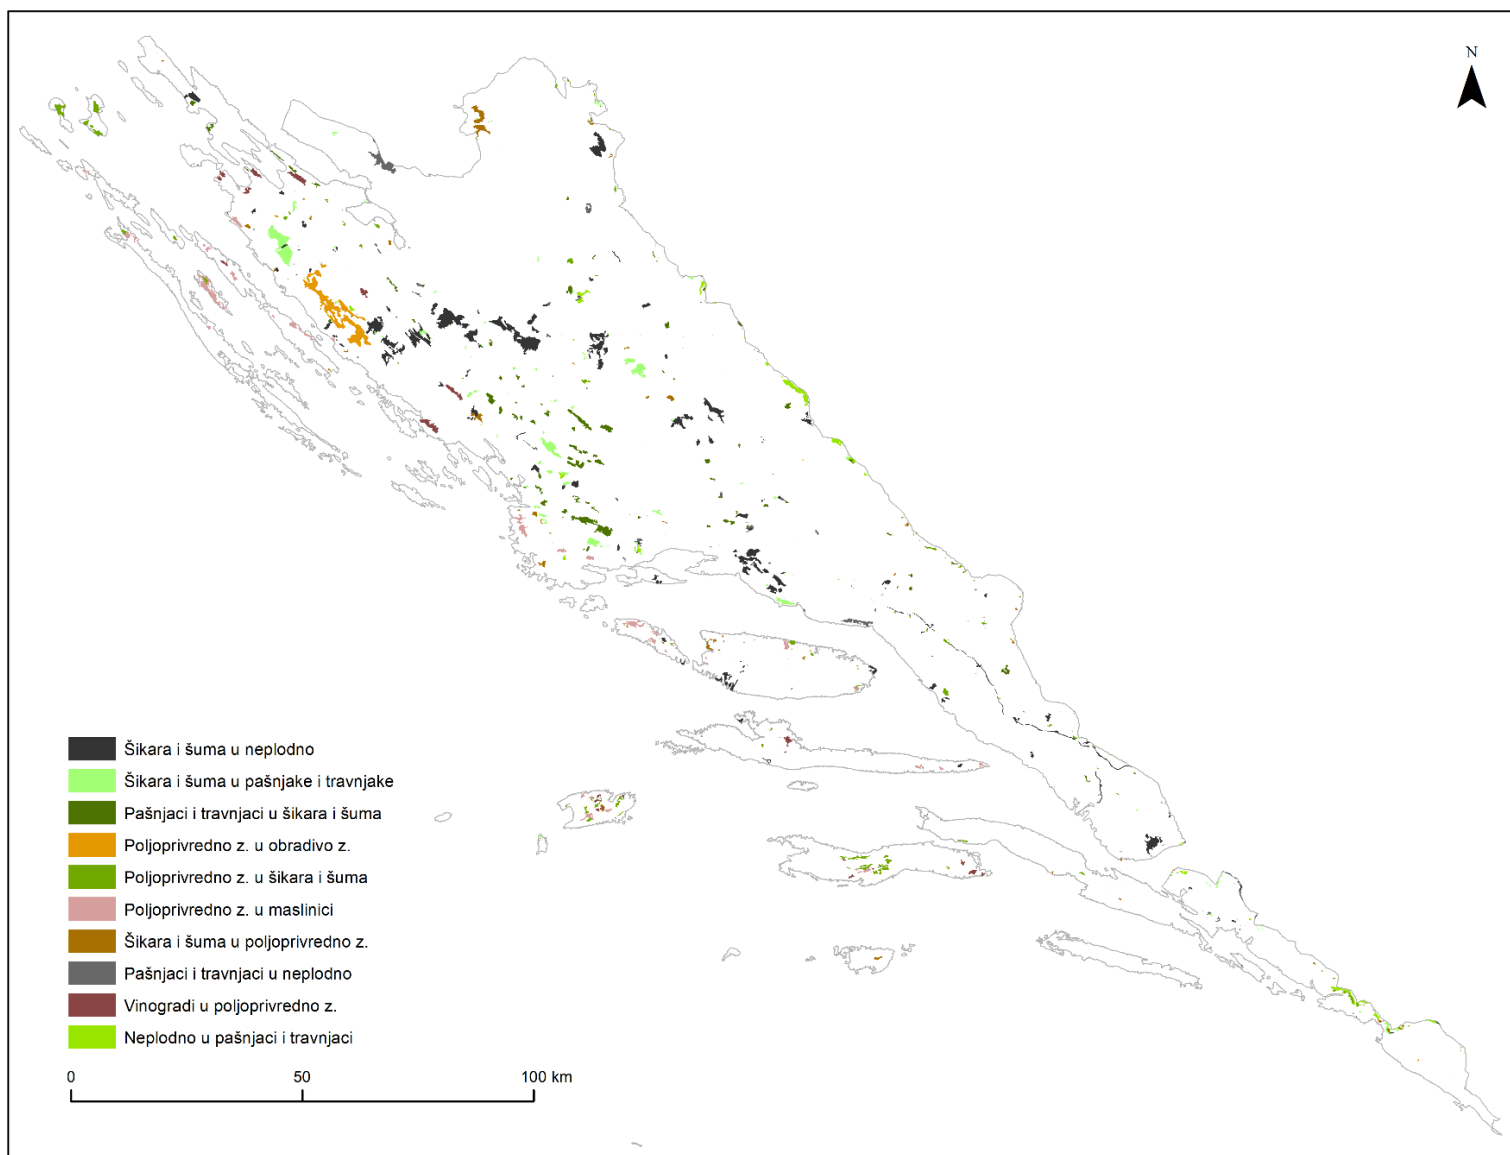 N
Šikara i šuma u neplodno
Šikara i šuma u pašnjake i travnjake
Pašnjaci i travnjaci u šikara i šuma
Poljoprivredno z. u obradivo z.
Poljoprivredno z. u šikara i šuma
Poljoprivredno z. u maslinici
Šikara i šuma u poljoprivredno z.
Pašnjaci i travnjaci u neplodno
Vinogradi u poljoprivredno z.
Neplodno u pašnjaci i travnjaci
0 50 100 km